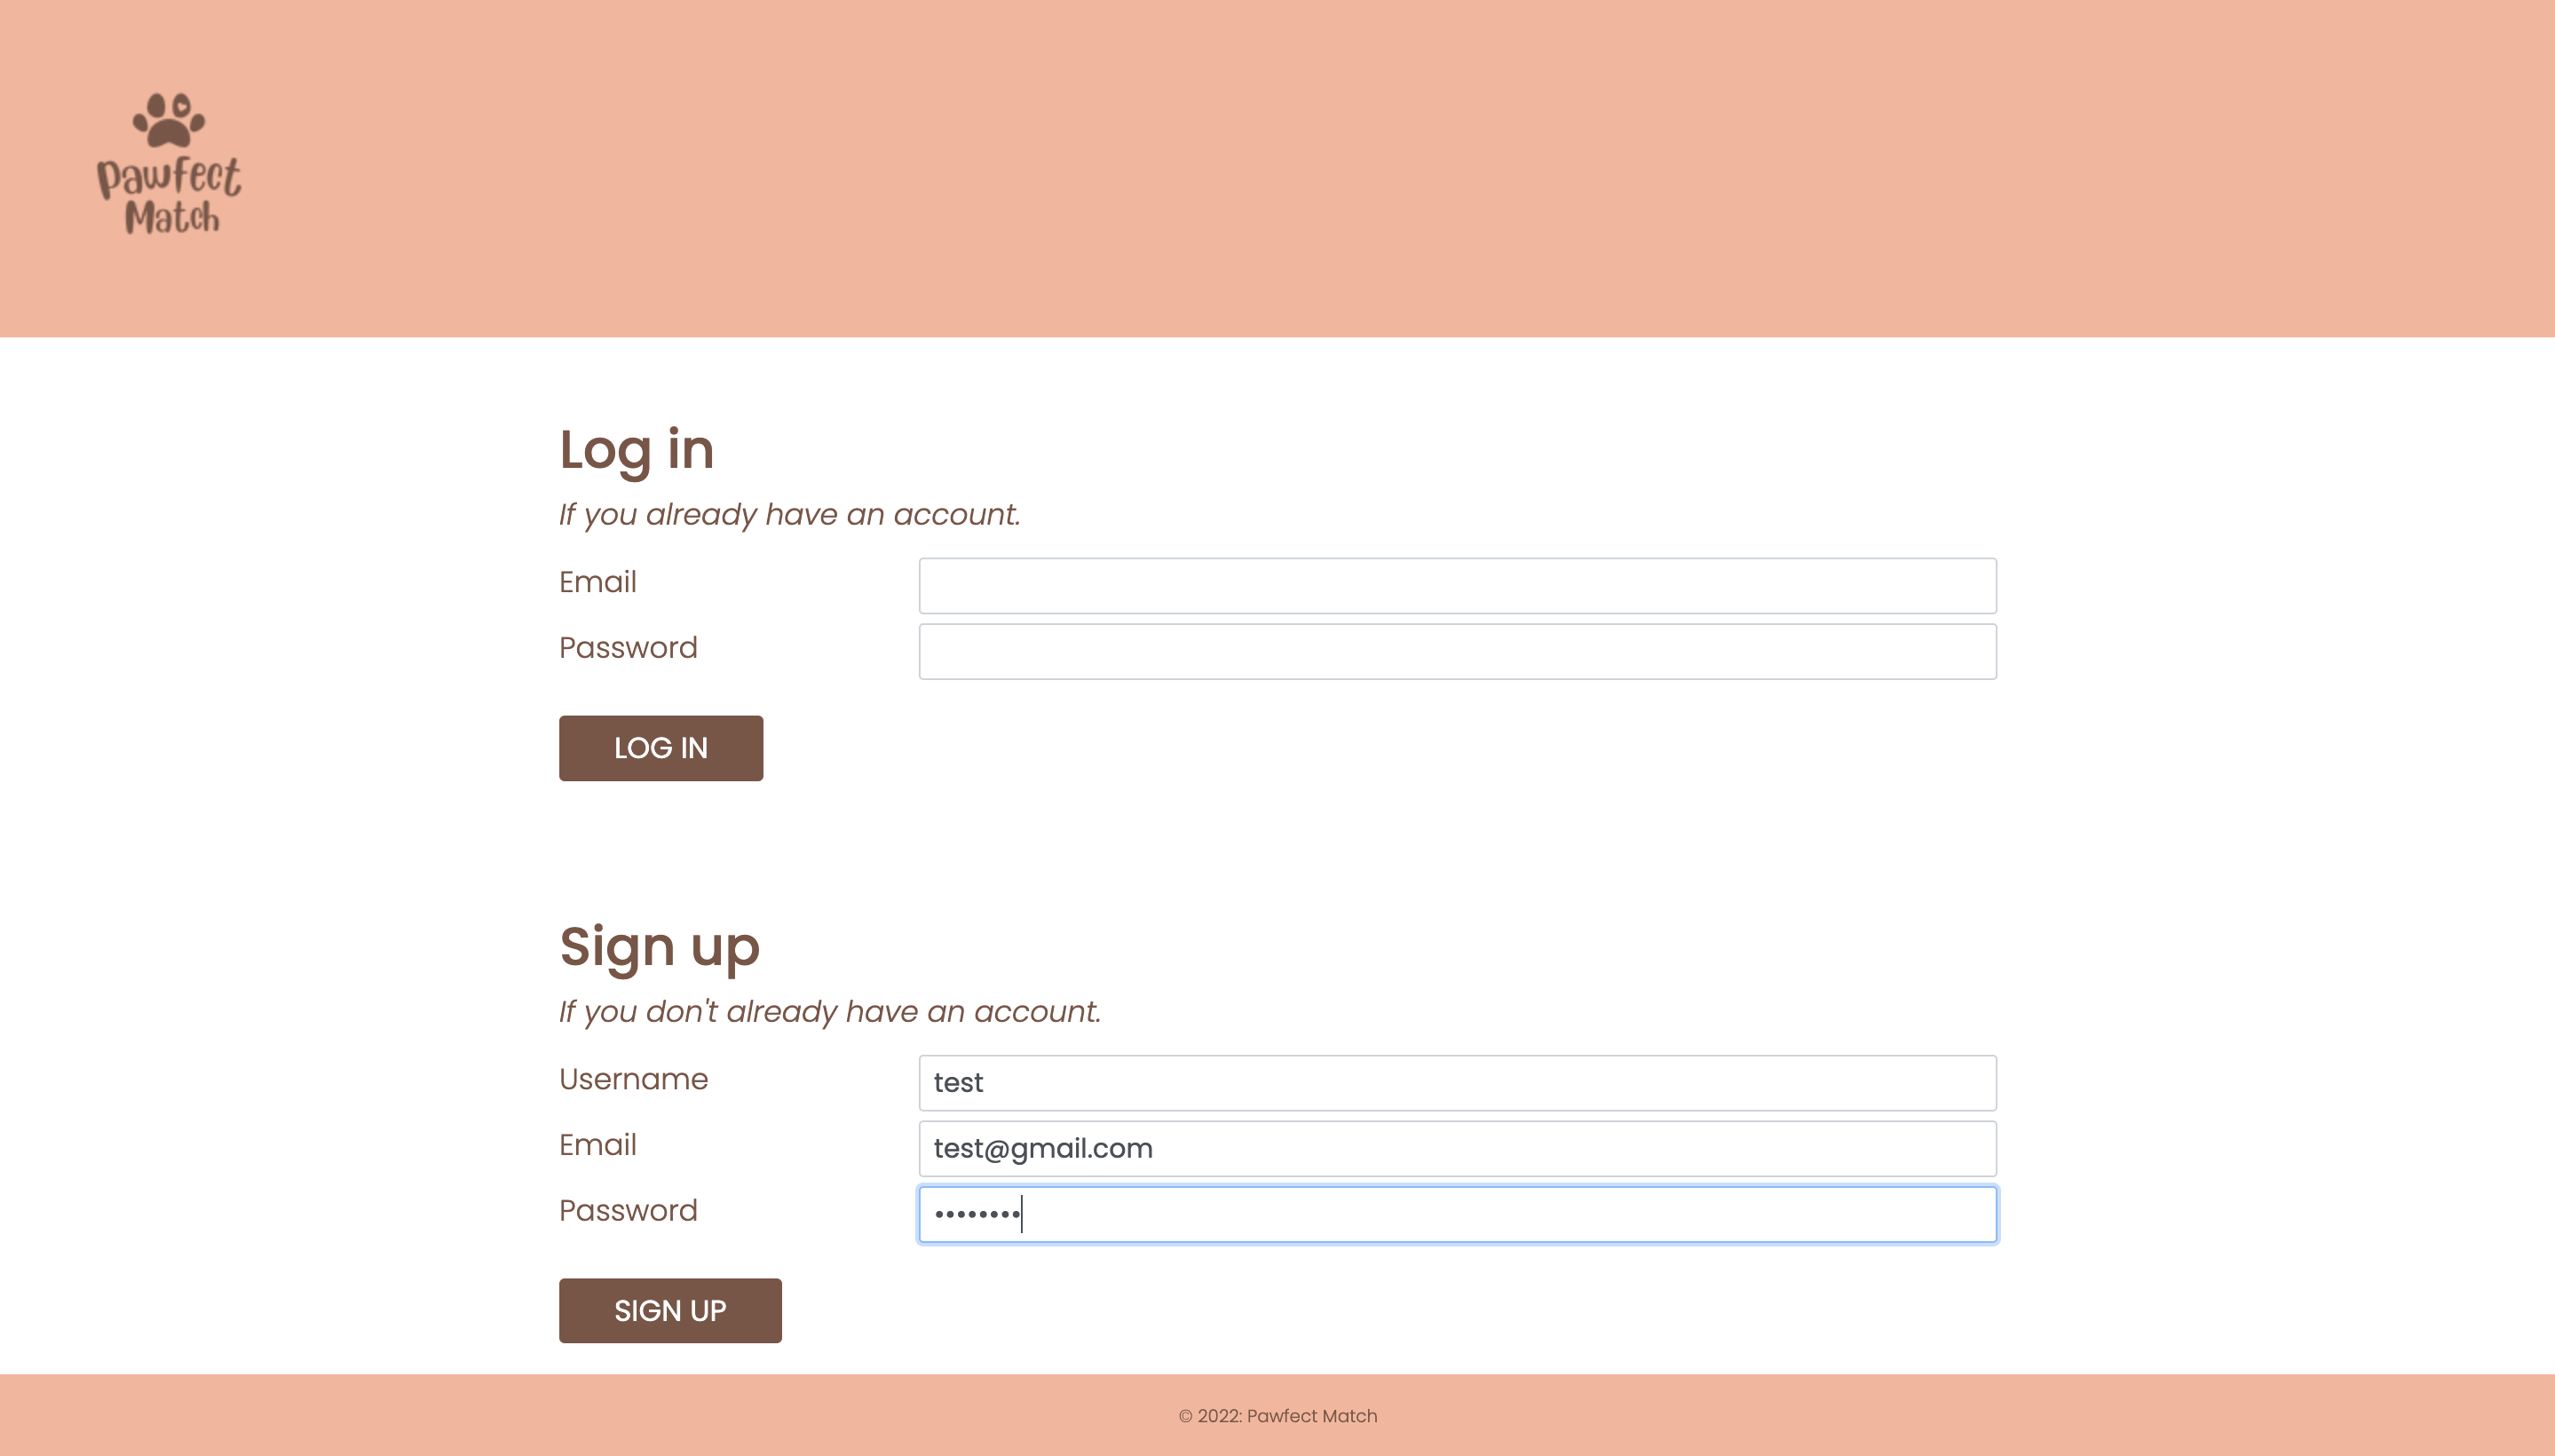 Pawfect
Match
Log in
If you already have an account.
Email
Password
LOG IN
Sign up
If you don't already have an account.
Username test
Email test@gmail.com
Password ••••••••
SIGN UP
© 2022: Pawfect Match